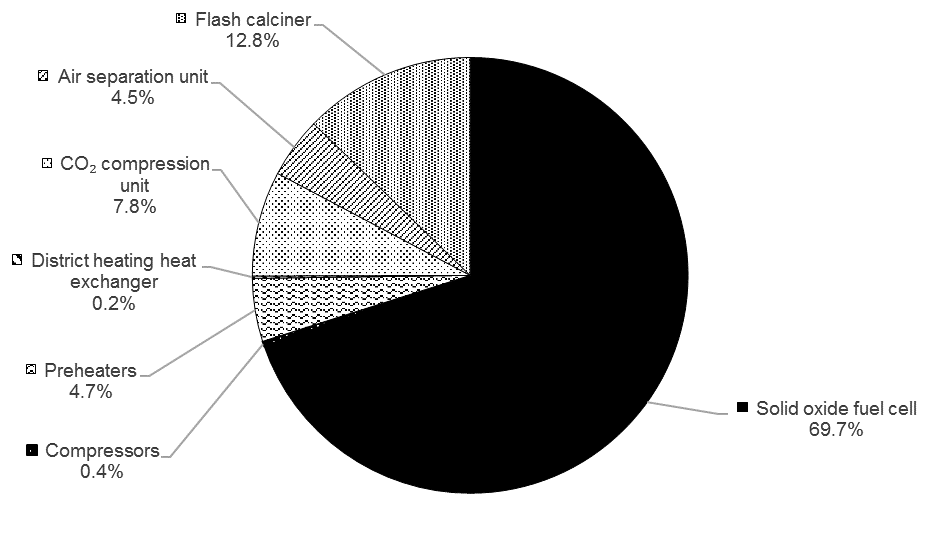 Flash calciner
12.8%
Air separation unit
4.5%
CO₂ compression
unit
7.8%
District heating heat
exchanger
0.2%
Preheaters
4.7%
Compressors
0.4%
Solid oxide fuel cell
69.7%